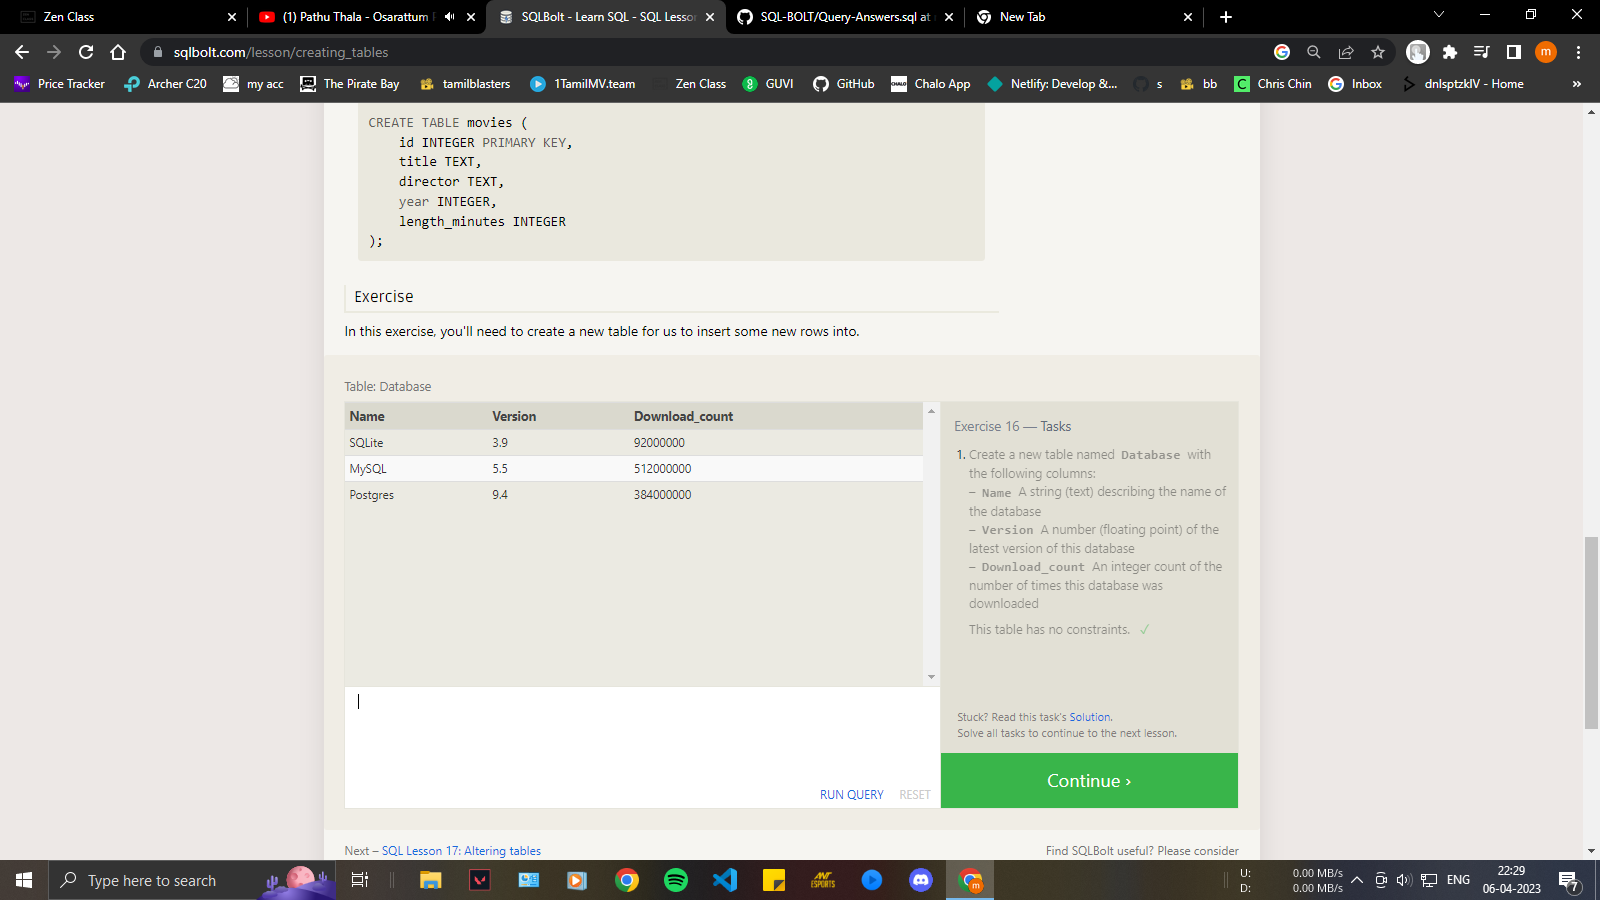 Zen Class
(1) Pathu Thala - Osarattum
SQLBolt - Learn SQL - SQL Lesson
SQL-BOLT/Query-Answers.sql at
New Tab
sqlbolt.com/lesson/creating_tables
m
Price Tracker
Archer C20
my acc
The Pirate Bay
tamilblasters
1TamilMV.team
Zen Class
GUVI
GitHub
Chalo App
Netlify: Develop &...
s
bb
Chris Chin
Inbox
dnlsptzklV - Home
»
CREATE TABLE movies (
id INTEGER PRIMARY KEY,
title TEXT,
director TEXT,
year INTEGER,
length_minutes INTEGER
);
Exercise
In this exercise, you'll need to create a new table for us to insert some new rows into.
Table: Database
Name Version Download_count
SQLite 3.9 92000000
MySQL 5.5 512000000
Postgres 9.4 384000000
Exercise 16 — Tasks
1. Create a new table named Database with
the following columns:
– Name A string (text) describing the name of
the database
– Version A number (floating point) of the
latest version of this database
– Download_count An integer count of the
number of times this database was
downloaded
This table has no constraints. ✓
Stuck? Read this task's Solution.
Solve all tasks to continue to the next lesson.
RUN QUERY RESET
Continue ›
Next – SQL Lesson 17: Altering tables
Find SQLBolt useful? Please consider
Type here to search
ESPORTS
m
U: 0.00 MB/s
D: 0.00 MB/s
ENG
22:29
06-04-2023
7